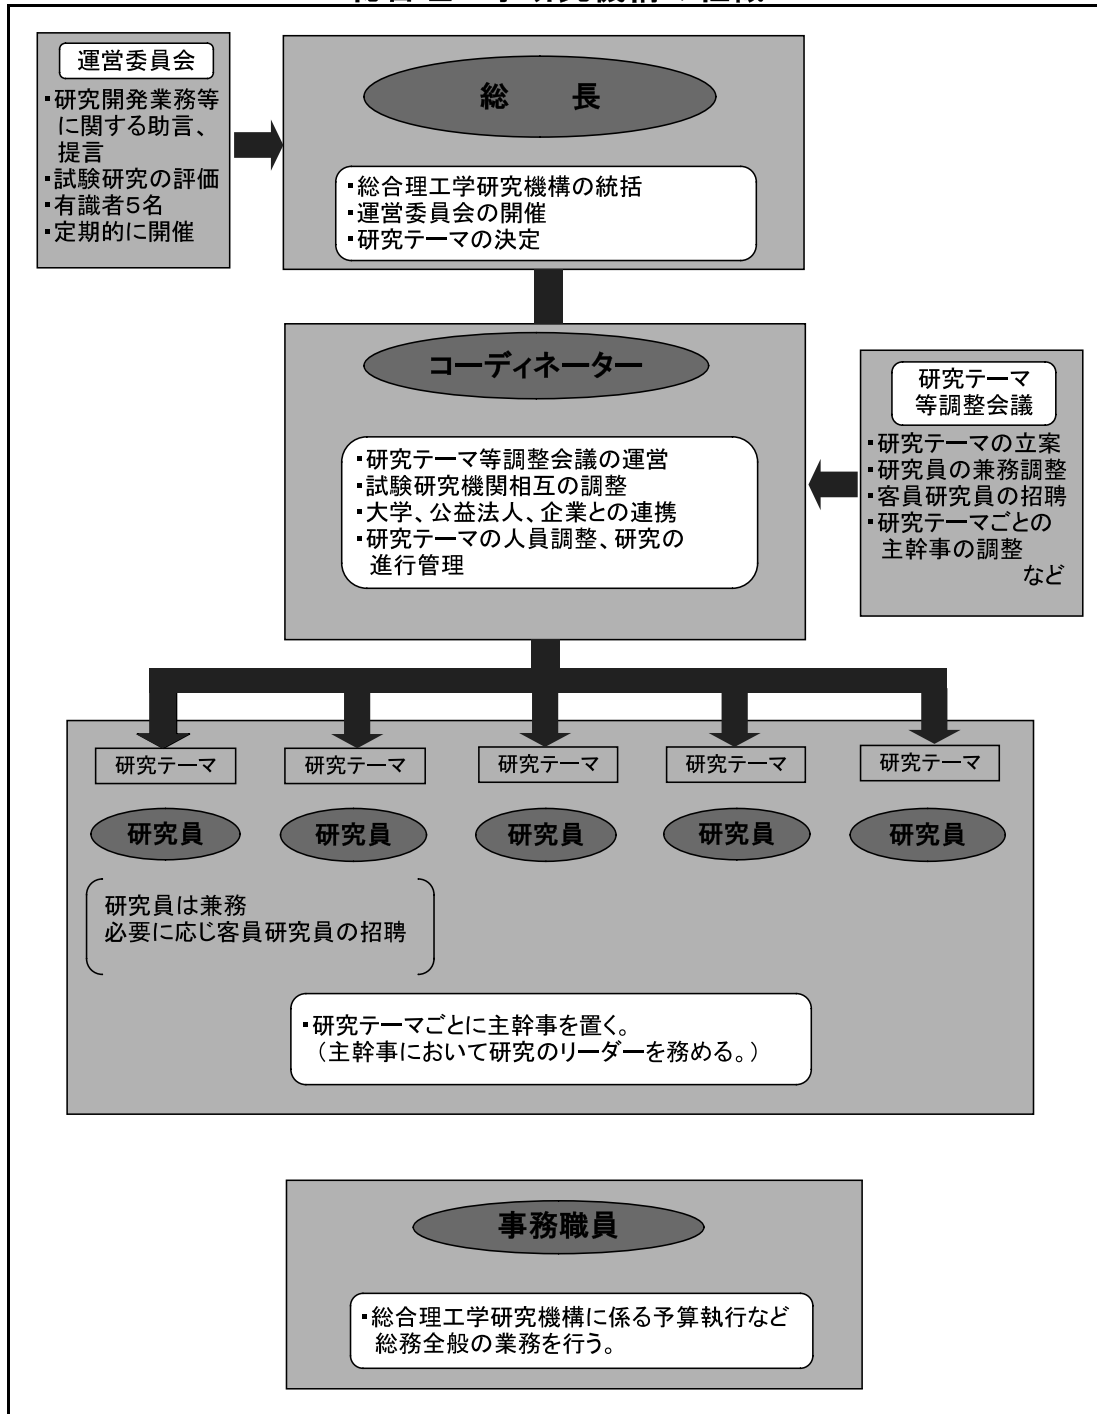 運営委員会
・研究開発業務等
に関する助言、
提言
・試験研究の評価
・有識者5名
・定期的に開催
総　長
・総合理工学研究機構の統括
・運営委員会の開催
・研究テーマの決定
コーディネーター
・研究テーマ等調整会議の運営
・試験研究機関相互の調整
・大学、公益法人、企業との連携
・研究テーマの人員調整、研究の
進行管理
研究テーマ
等調整会議
・研究テーマの立案
・研究員の兼務調整
・客員研究員の招聘
・研究テーマごとの
主幹事の調整
など
研究テーマ
研究テーマ
研究テーマ
研究テーマ
研究テーマ
研究員
研究員
研究員
研究員
研究員
研究員は兼務
必要に応じ客員研究員の招聘
・研究テーマごとに主幹事を置く。
（主幹事において研究のリーダーを務める。）
事務職員
・総合理工学研究機構に係る予算執行など
総務全般の業務を行う。